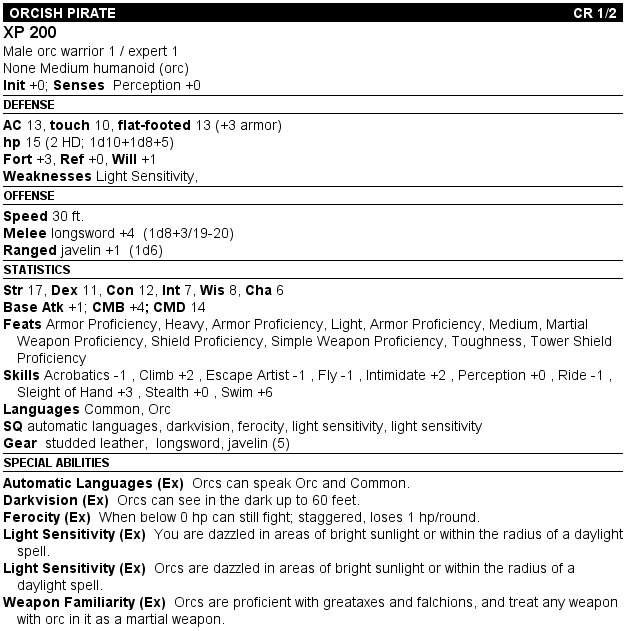 ORCISH PIRATE CR 1/2
XP 200
Male orc warrior 1 / expert 1
None Medium humanoid (orc)
Init +0; Senses Perception +0
DEFENSE
AC 13, touch 10, flat-footed 13 (+3 armor)
hp 15 (2 HD; 1d10+1d8+5)
Fort +3, Ref +0, Will +1
Weaknesses Light Sensitivity,
OFFENSE
Speed 30 ft.
Melee longsword +4 (1d8+3/19-20)
Ranged javelin +1 (1d6)
STATISTICS
Str 17, Dex 11, Con 12, Int 7, Wis 8, Cha 6
Base Atk +1; CMB +4; CMD 14
Feats Armor Proficiency, Heavy, Armor Proficiency, Light, Armor Proficiency, Medium, Martial
Weapon Proficiency, Shield Proficiency, Simple Weapon Proficiency, Toughness, Tower Shield
Proficiency
Skills Acrobatics -1 , Climb +2 , Escape Artist -1 , Fly -1 , Intimidate +2 , Perception +0 , Ride -1 ,
Sleight of Hand +3 , Stealth +0 , Swim +6
Languages Common, Orc
SQ automatic languages, darkvision, ferocity, light sensitivity, light sensitivity
Gear studded leather, longsword, javelin (5)
SPECIAL ABILITIES
Automatic Languages (Ex) Orcs can speak Orc and Common.
Darkvision (Ex) Orcs can see in the dark up to 60 feet.
Ferocity (Ex) When below 0 hp can still fight; staggered, loses 1 hp/round.
Light Sensitivity (Ex) You are dazzled in areas of bright sunlight or within the radius of a daylight
spell.
Light Sensitivity (Ex) Orcs are dazzled in areas of bright sunlight or within the radius of a
daylight spell.
Weapon Familiarity (Ex) Orcs are proficient with greataxes and falchions, and treat any weapon
with orc in it as a martial weapon.